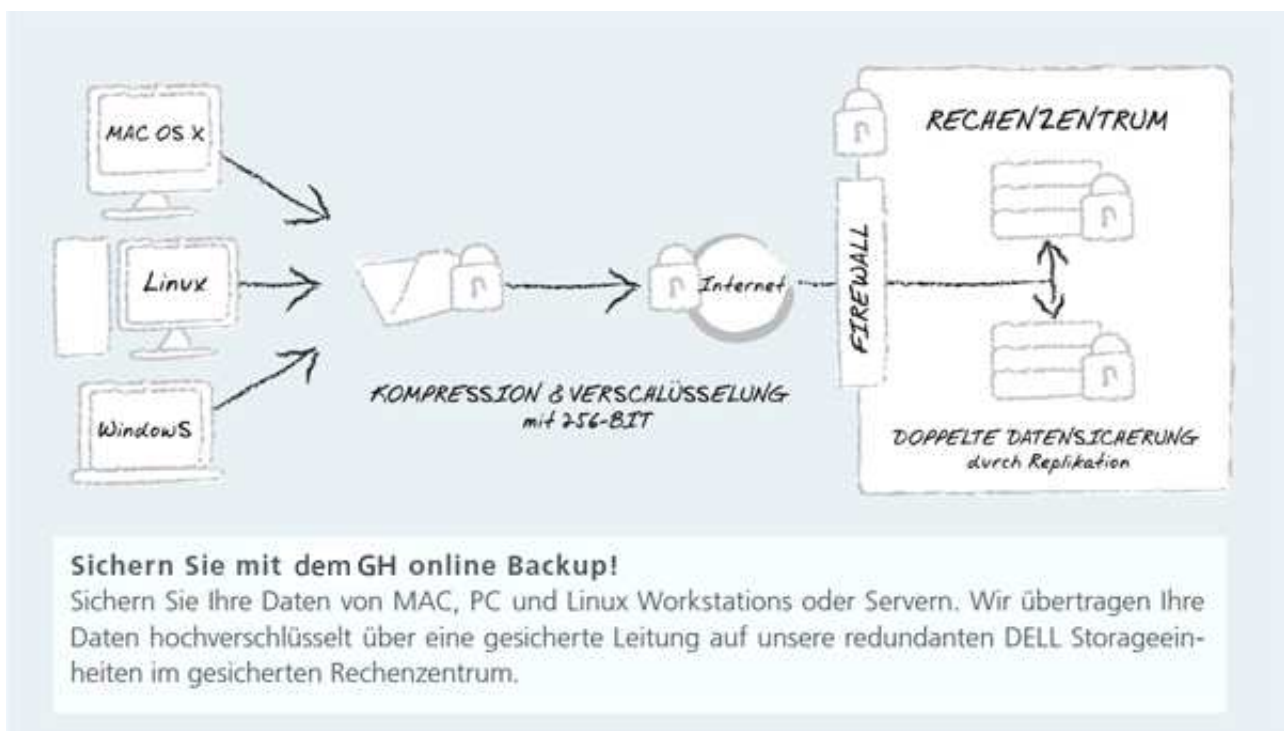 MAC OS X
Linux
Windows
KOMPRESSION & VERSCHLÜSSELUNG
mit 256-BIT
Internet
FIREWALL
RECHENZENTRUM
DOPPELTE DATENSICHERUNG
durch Replikation
Sichern Sie mit dem GH online Backup!
Sichern Sie Ihre Daten von MAC, PC und Linux Workstations oder Servern. Wir übertragen Ihre
Daten hochverschlüsselt über eine gesicherte Leitung auf unsere redundanten DELL Storageein-
heiten im gesicherten Rechenzentrum.